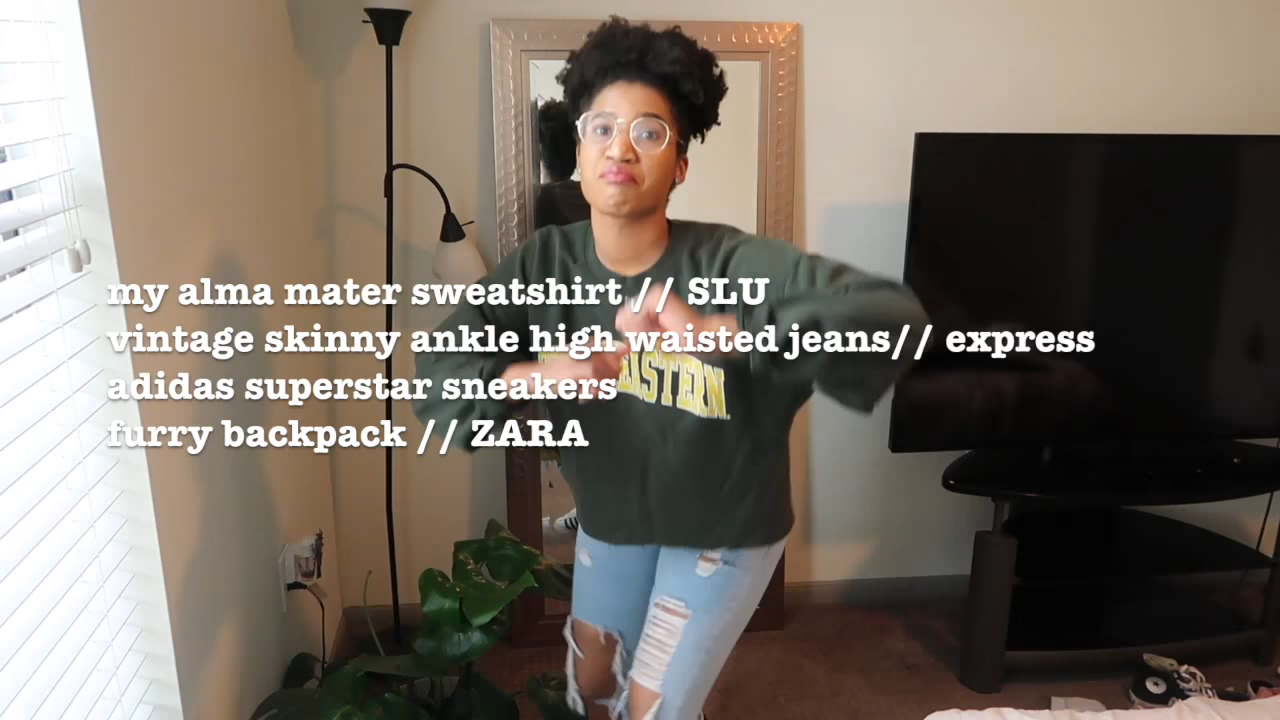 my alma mater sweatshirt // SLU
vintage skinny ankle high waisted jeans// express
adidas superstar sneakers
furry backpack // ZARA
EASTERN